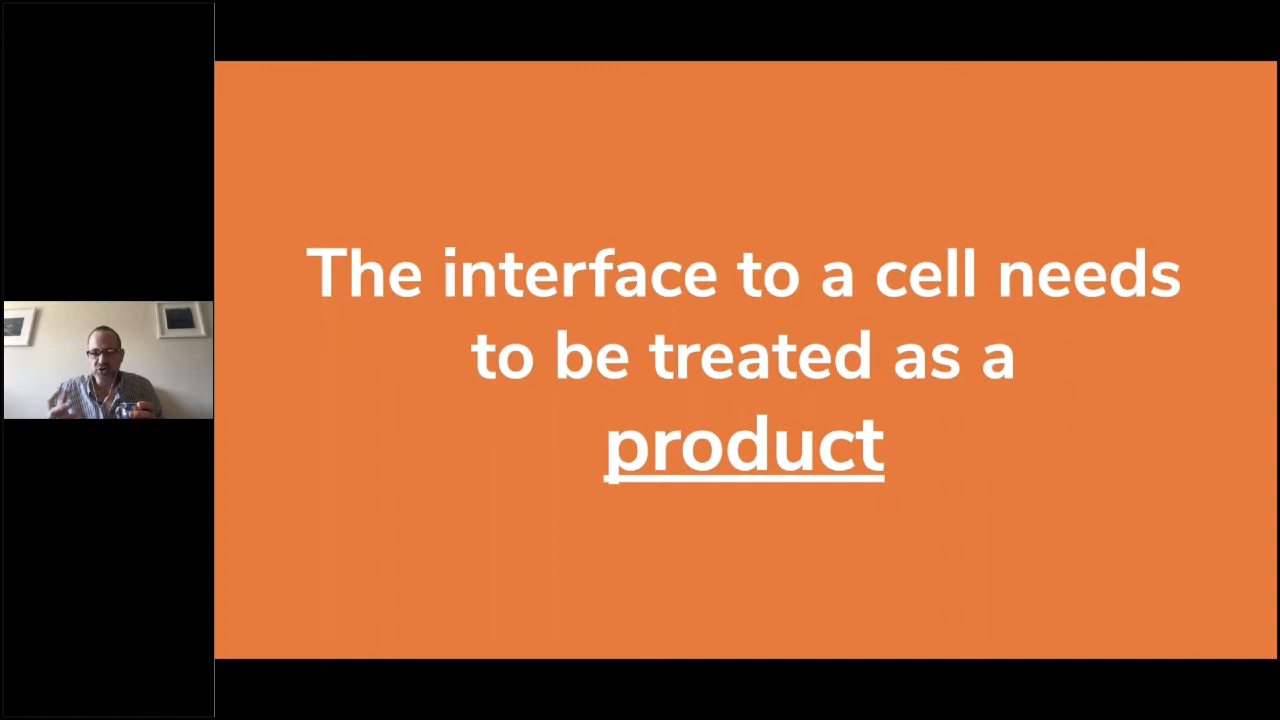 The interface to a cell needs
to be treated as a
product